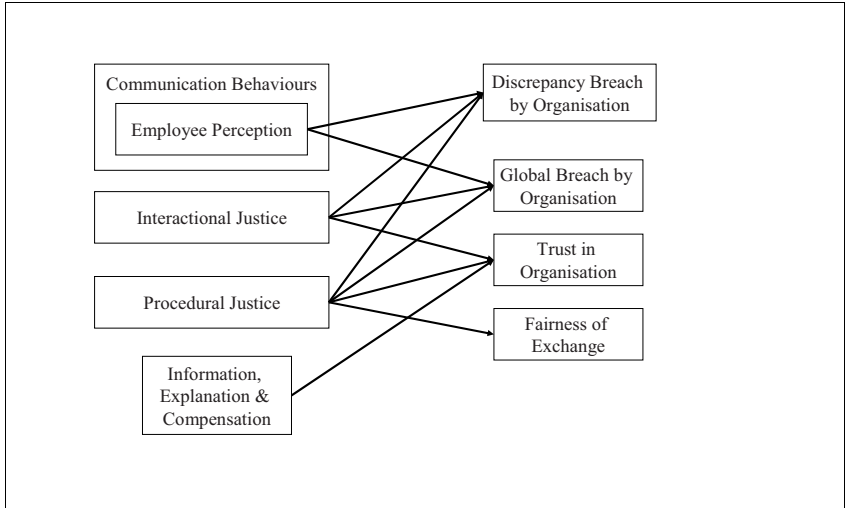 Communication Behaviours
Employee Perception
Interactional Justice
Procedural Justice
Information,
Explanation &
Compensation
Discrepancy Breach
by Organisation
Global Breach by
Organisation
Trust in
Organisation
Fairness of
Exchange